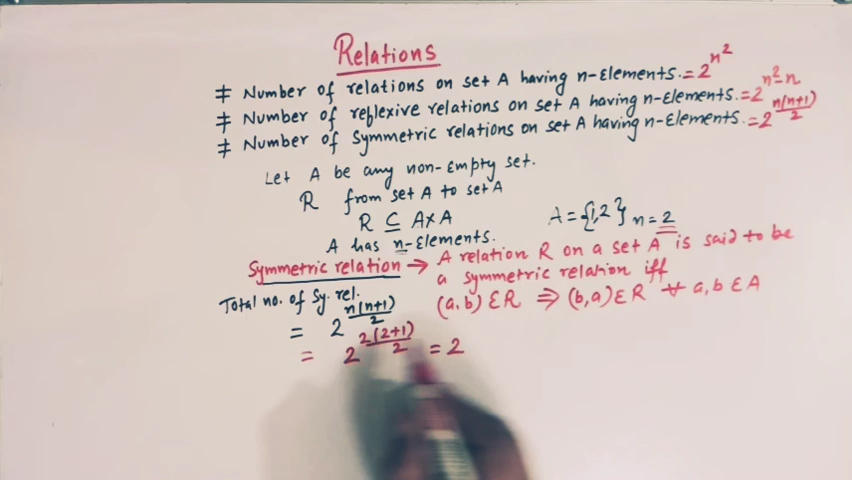 Relations
# Number of relations on set A having n-Elements. = 2^n^2
# Number of reflexive relations on set A having n-Elements. = 2^n^2-n
# Number of Symmetric relations on set A having n-Elements. = 2^n(n+1)/2
Let A be any non-Empty set.
R from set A to set A
R ⊆ A×A
A = {1,2} n = 2
A has n-Elements.
Symmetric relation → A relation R on a set A is said to be
a symmetric relation iff
(a,b) ∈ R ⇒ (b,a) ∈ R ∀ a,b ∈ A
Total no. of Sy. rel.
= 2^n(n+1)/2
= 2^2(2+1)/2 = 2